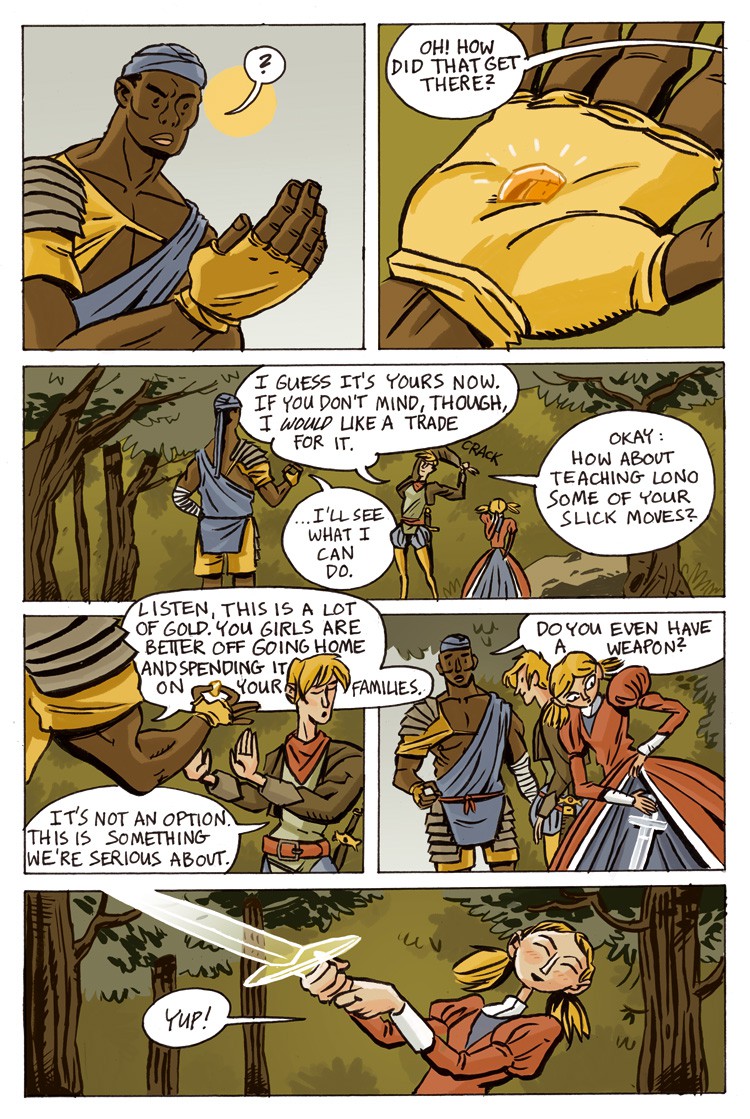 ?
OH! HOW
DID THAT GET
THERE?
I GUESS IT'S YOURS NOW.
IF YOU DON'T MIND, THOUGH,
I WOULD LIKE A TRADE
FOR IT.
CRACK
...I'LL SEE
WHAT I
CAN
DO.
OKAY:
HOW ABOUT
TEACHING LONO
SOME OF YOUR
SLICK MOVES?
LISTEN, THIS IS A LOT
OF GOLD. YOU GIRLS ARE
BETTER OFF GOING HOME
AND SPENDING IT
ON YOUR FAMILIES.
IT'S NOT AN OPTION.
THIS IS SOMETHING
WE'RE SERIOUS ABOUT.
DO YOU EVEN HAVE
A WEAPON?
YUP!